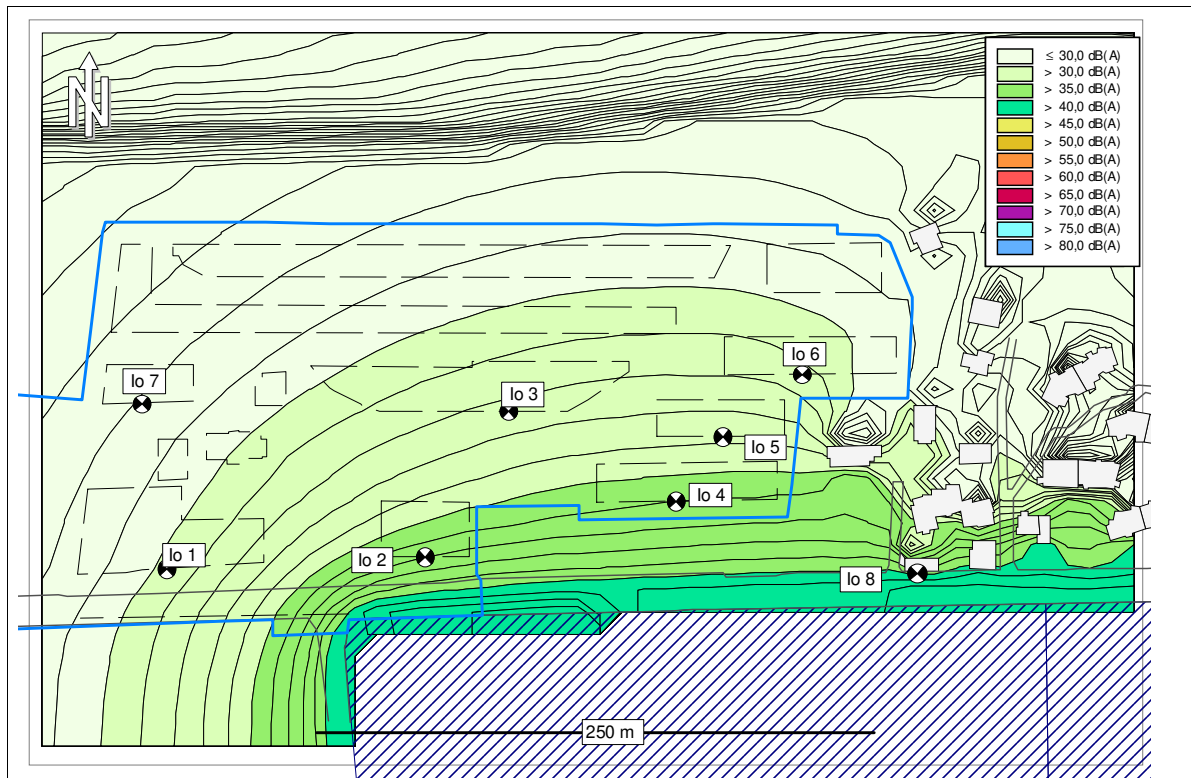 N
≤ 30,0 dB(A)
> 30,0 dB(A)
> 35,0 dB(A)
> 40,0 dB(A)
> 45,0 dB(A)
> 50,0 dB(A)
> 55,0 dB(A)
> 60,0 dB(A)
> 65,0 dB(A)
> 70,0 dB(A)
> 75,0 dB(A)
> 80,0 dB(A)
Io 6
Io 7
Io 3
Io 5
Io 4
Io 1
Io 2
Io 8
250 m